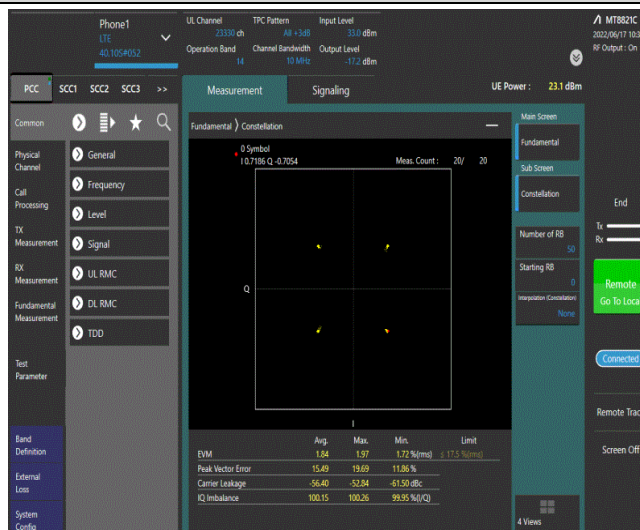 Phone1
LTE
40.10S#052
UL Channel
23330 ch
TPC Pattern
All +3dB
Input Level
33.0 dBm
Operation Band
14
Channel Bandwidth
10 MHz
Output Level
-17.2 dBm
MT8821C
2022/06/17 10:3
RF Output : On
PCC SCC1 SCC2 SCC3 >>
Measurement
Signaling
UE Power : 23.1 dBm
Common
Physical
Channel
Call
Processing
TX
Measurement
RX
Measurement
Fundamental
Measurement
Test
Parameter
Band
Definition
External
Loss
System
Config
General
Frequency
Level
Signal
UL RMC
DL RMC
TDD
Fundamental Constellation
0 Symbol
I 0.7186 Q -0.7054
Meas. Count : 20/ 20
Q
I
Avg. Max. Min. Limit
EVM 1.84 1.97 1.72 %(rms) ≤ 17.5 %(rms)
Peak Vector Error 15.49 19.69 11.86 %
Carrier Leakage -56.40 -52.84 -61.50 dBc
IQ Imbalance 100.15 100.26 99.95 %(I/Q)
Main Screen
Fundamental
Sub Screen
Constellation
Number of RB
50
Starting RB
0
Interpolation (Constellation)
None
4 Views
End
Tx
Rx
Remote
Go To Loca
Connected
Remote Trac
Screen Off